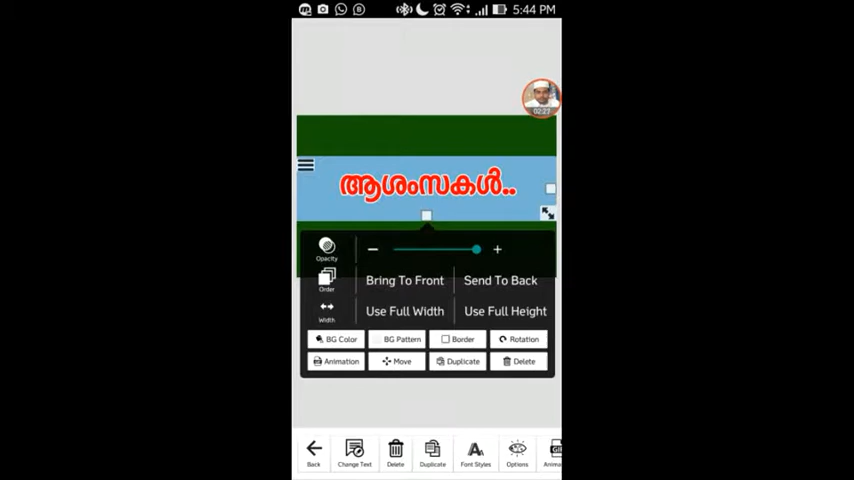 5:44 PM
02:27
ആശംസകൾ..
Opacity
Order
Bring To Front
Send To Back
Width
Use Full Width
Use Full Height
BG Color
BG Pattern
Border
Rotation
Animation
Move
Duplicate
Delete
Back
Change Text
Delete
Duplicate
Font Styles
Options